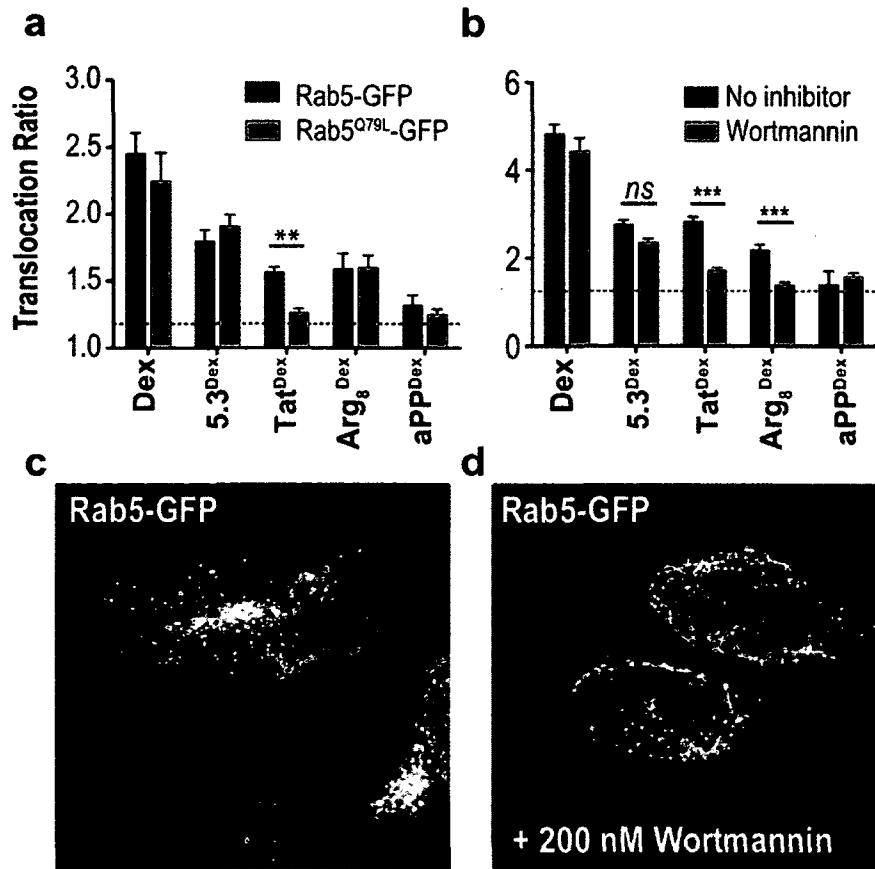 a
Translocation Ratio
3.0
2.5
2.0
1.5
1.0
Rab5-GFP
Rab5Q79L-GFP
**
Dex
5.3Dex
TatDex
Arg8Dex
aPPDex
b
6
4
2
0
No inhibitor
Wortmannin
ns
***
***
Dex
5.3Dex
TatDex
Arg8Dex
aPPDex
c
Rab5-GFP
d
Rab5-GFP
+ 200 nM Wortmannin